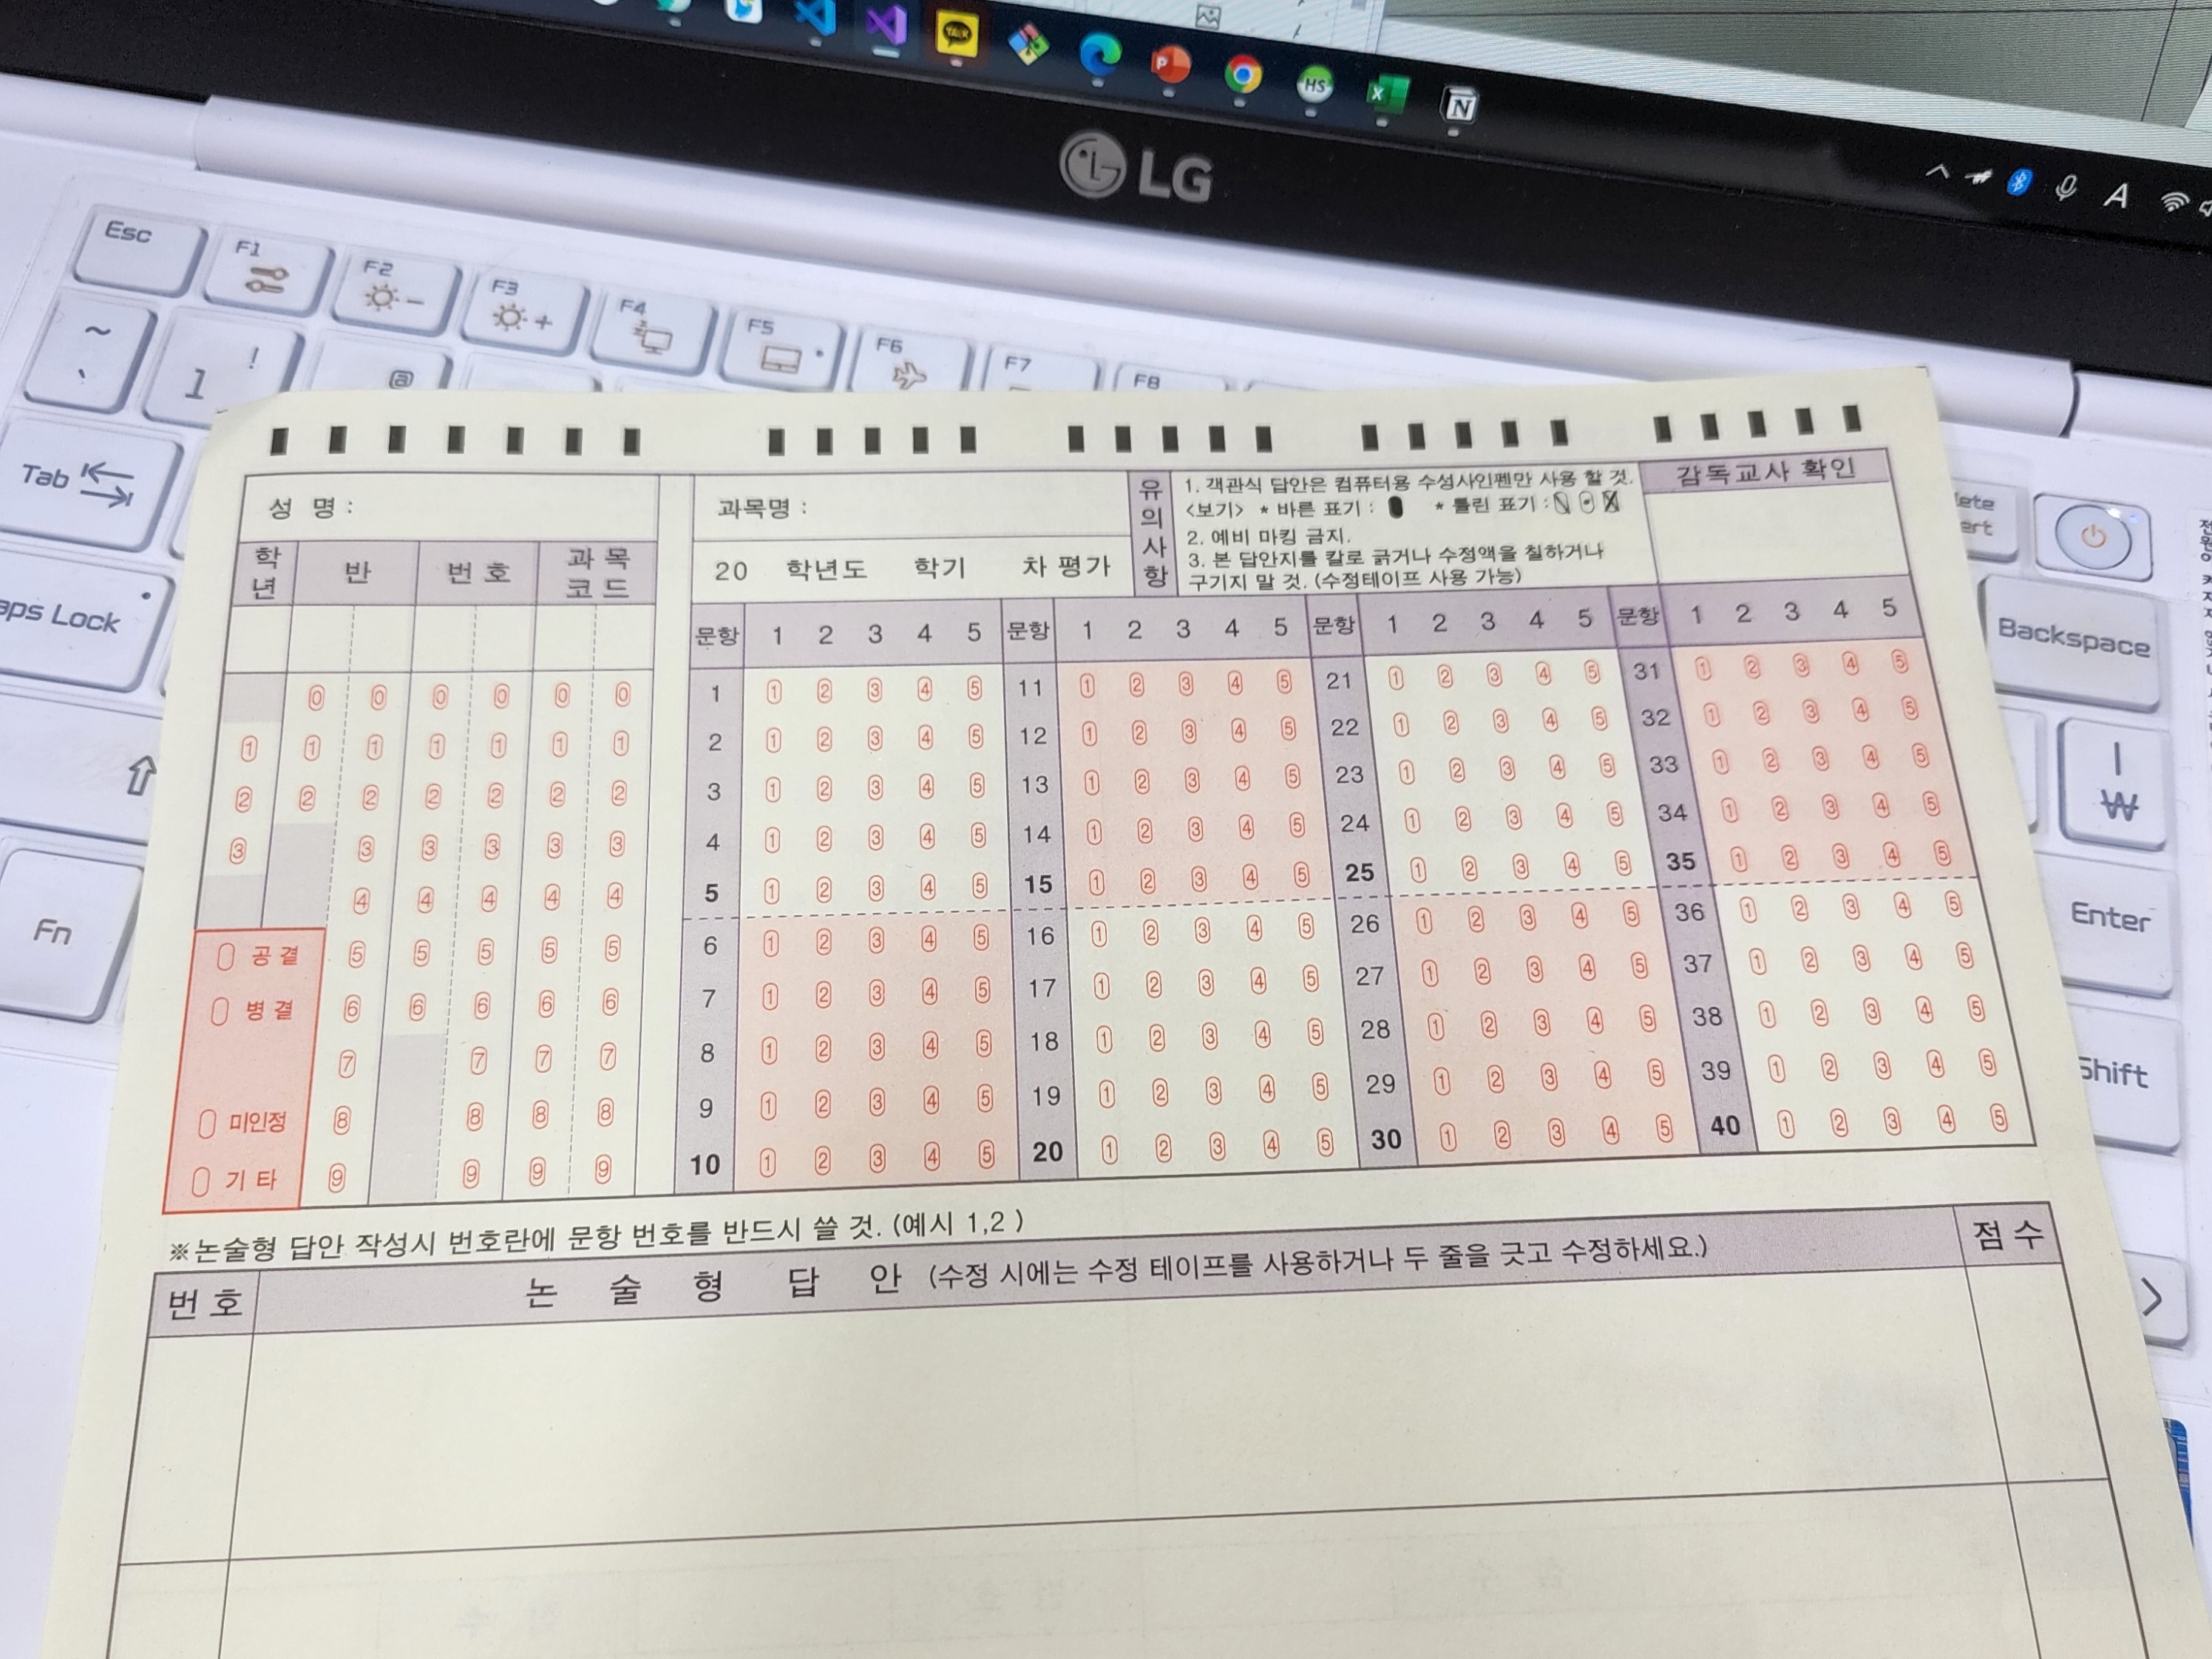 TALK
P
HS
X
N
LG
A
Esc
F1
F2
F3
F4
F5
F6
F7
F8
~
`
!
1
@
Tab
aps Lock
Fn
Backspace
|
₩
Enter
Shift
>
성 명 :
학년 반 번호 과목코드
0 0 0 0 0 0
1 1 1 1 1 1 1
2 2 2 2 2 2 2
3 3 3 3 3 3
4 4 4 4 4
공 결 5 5 5 5 5
병 결 6 6 6 6 6
7 7 7 7
미인정 8 8 8 8
기 타 9 9 9 9
과목명 :
20 학년도 학기 차 평가
유의사항
1. 객관식 답안은 컴퓨터용 수성사인펜만 사용 할 것.
<보기> * 바른 표기 : * 틀린 표기 :
2. 예비 마킹 금지.
3. 본 답안지를 칼로 긁거나 수정액을 칠하거나
구기지 말 것. (수정테이프 사용 가능)
감독교사 확인
문항 1 2 3 4 5 문항 1 2 3 4 5 문항 1 2 3 4 5 문항 1 2 3 4 5
1 1 2 3 4 5 11 1 2 3 4 5 21 1 2 3 4 5 31 1 2 3 4 5
2 1 2 3 4 5 12 1 2 3 4 5 22 1 2 3 4 5 32 1 2 3 4 5
3 1 2 3 4 5 13 1 2 3 4 5 23 1 2 3 4 5 33 1 2 3 4 5
4 1 2 3 4 5 14 1 2 3 4 5 24 1 2 3 4 5 34 1 2 3 4 5
5 1 2 3 4 5 15 1 2 3 4 5 25 1 2 3 4 5 35 1 2 3 4 5
6 1 2 3 4 5 16 1 2 3 4 5 26 1 2 3 4 5 36 1 2 3 4 5
7 1 2 3 4 5 17 1 2 3 4 5 27 1 2 3 4 5 37 1 2 3 4 5
8 1 2 3 4 5 18 1 2 3 4 5 28 1 2 3 4 5 38 1 2 3 4 5
9 1 2 3 4 5 19 1 2 3 4 5 29 1 2 3 4 5 39 1 2 3 4 5
10 1 2 3 4 5 20 1 2 3 4 5 30 1 2 3 4 5 40 1 2 3 4 5
※논술형 답안 작성시 번호란에 문항 번호를 반드시 쓸 것. (예시 1,2 )
번 호 논 술 형 답 안 (수정 시에는 수정 테이프를 사용하거나 두 줄을 긋고 수정하세요.) 점 수